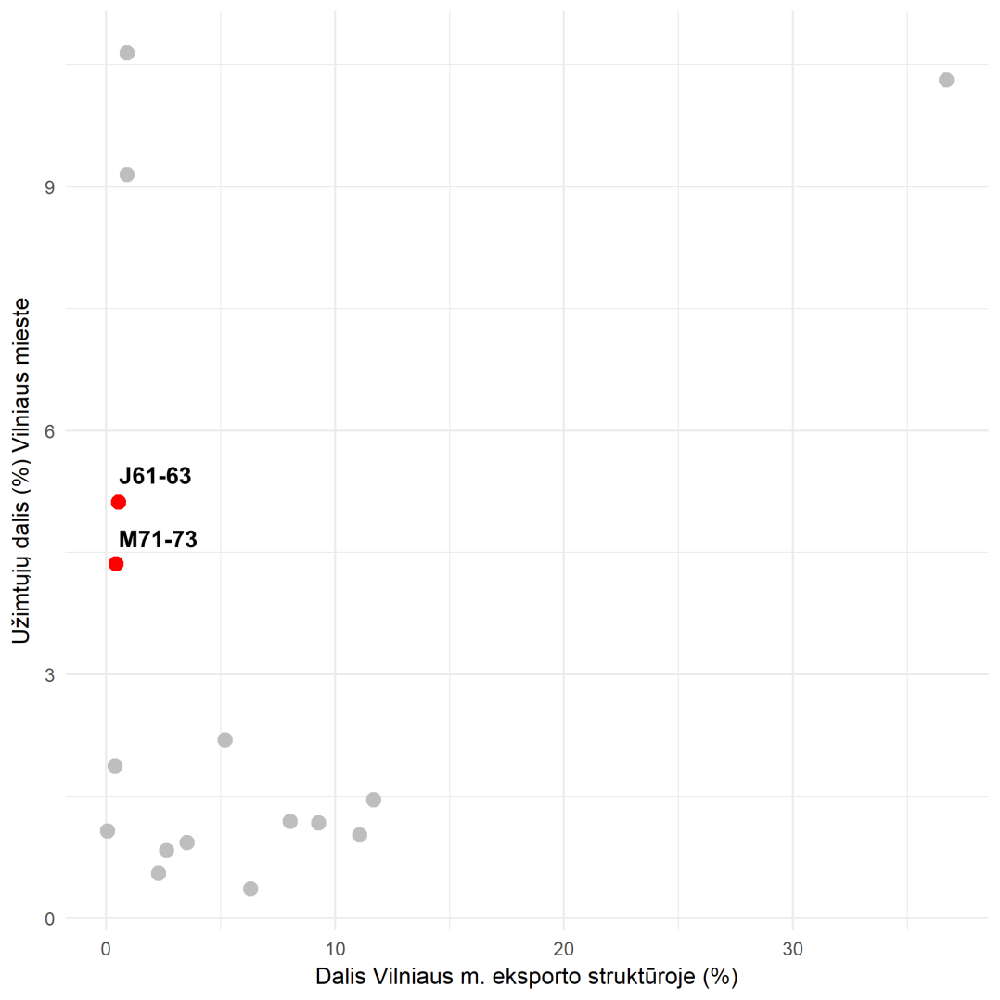 9
6
3
0
J61-63
M71-73
0
10
20
30
Užimtųjų dalis (%) Vilniaus mieste
Dalis Vilniaus m. eksporto struktūroje (%)